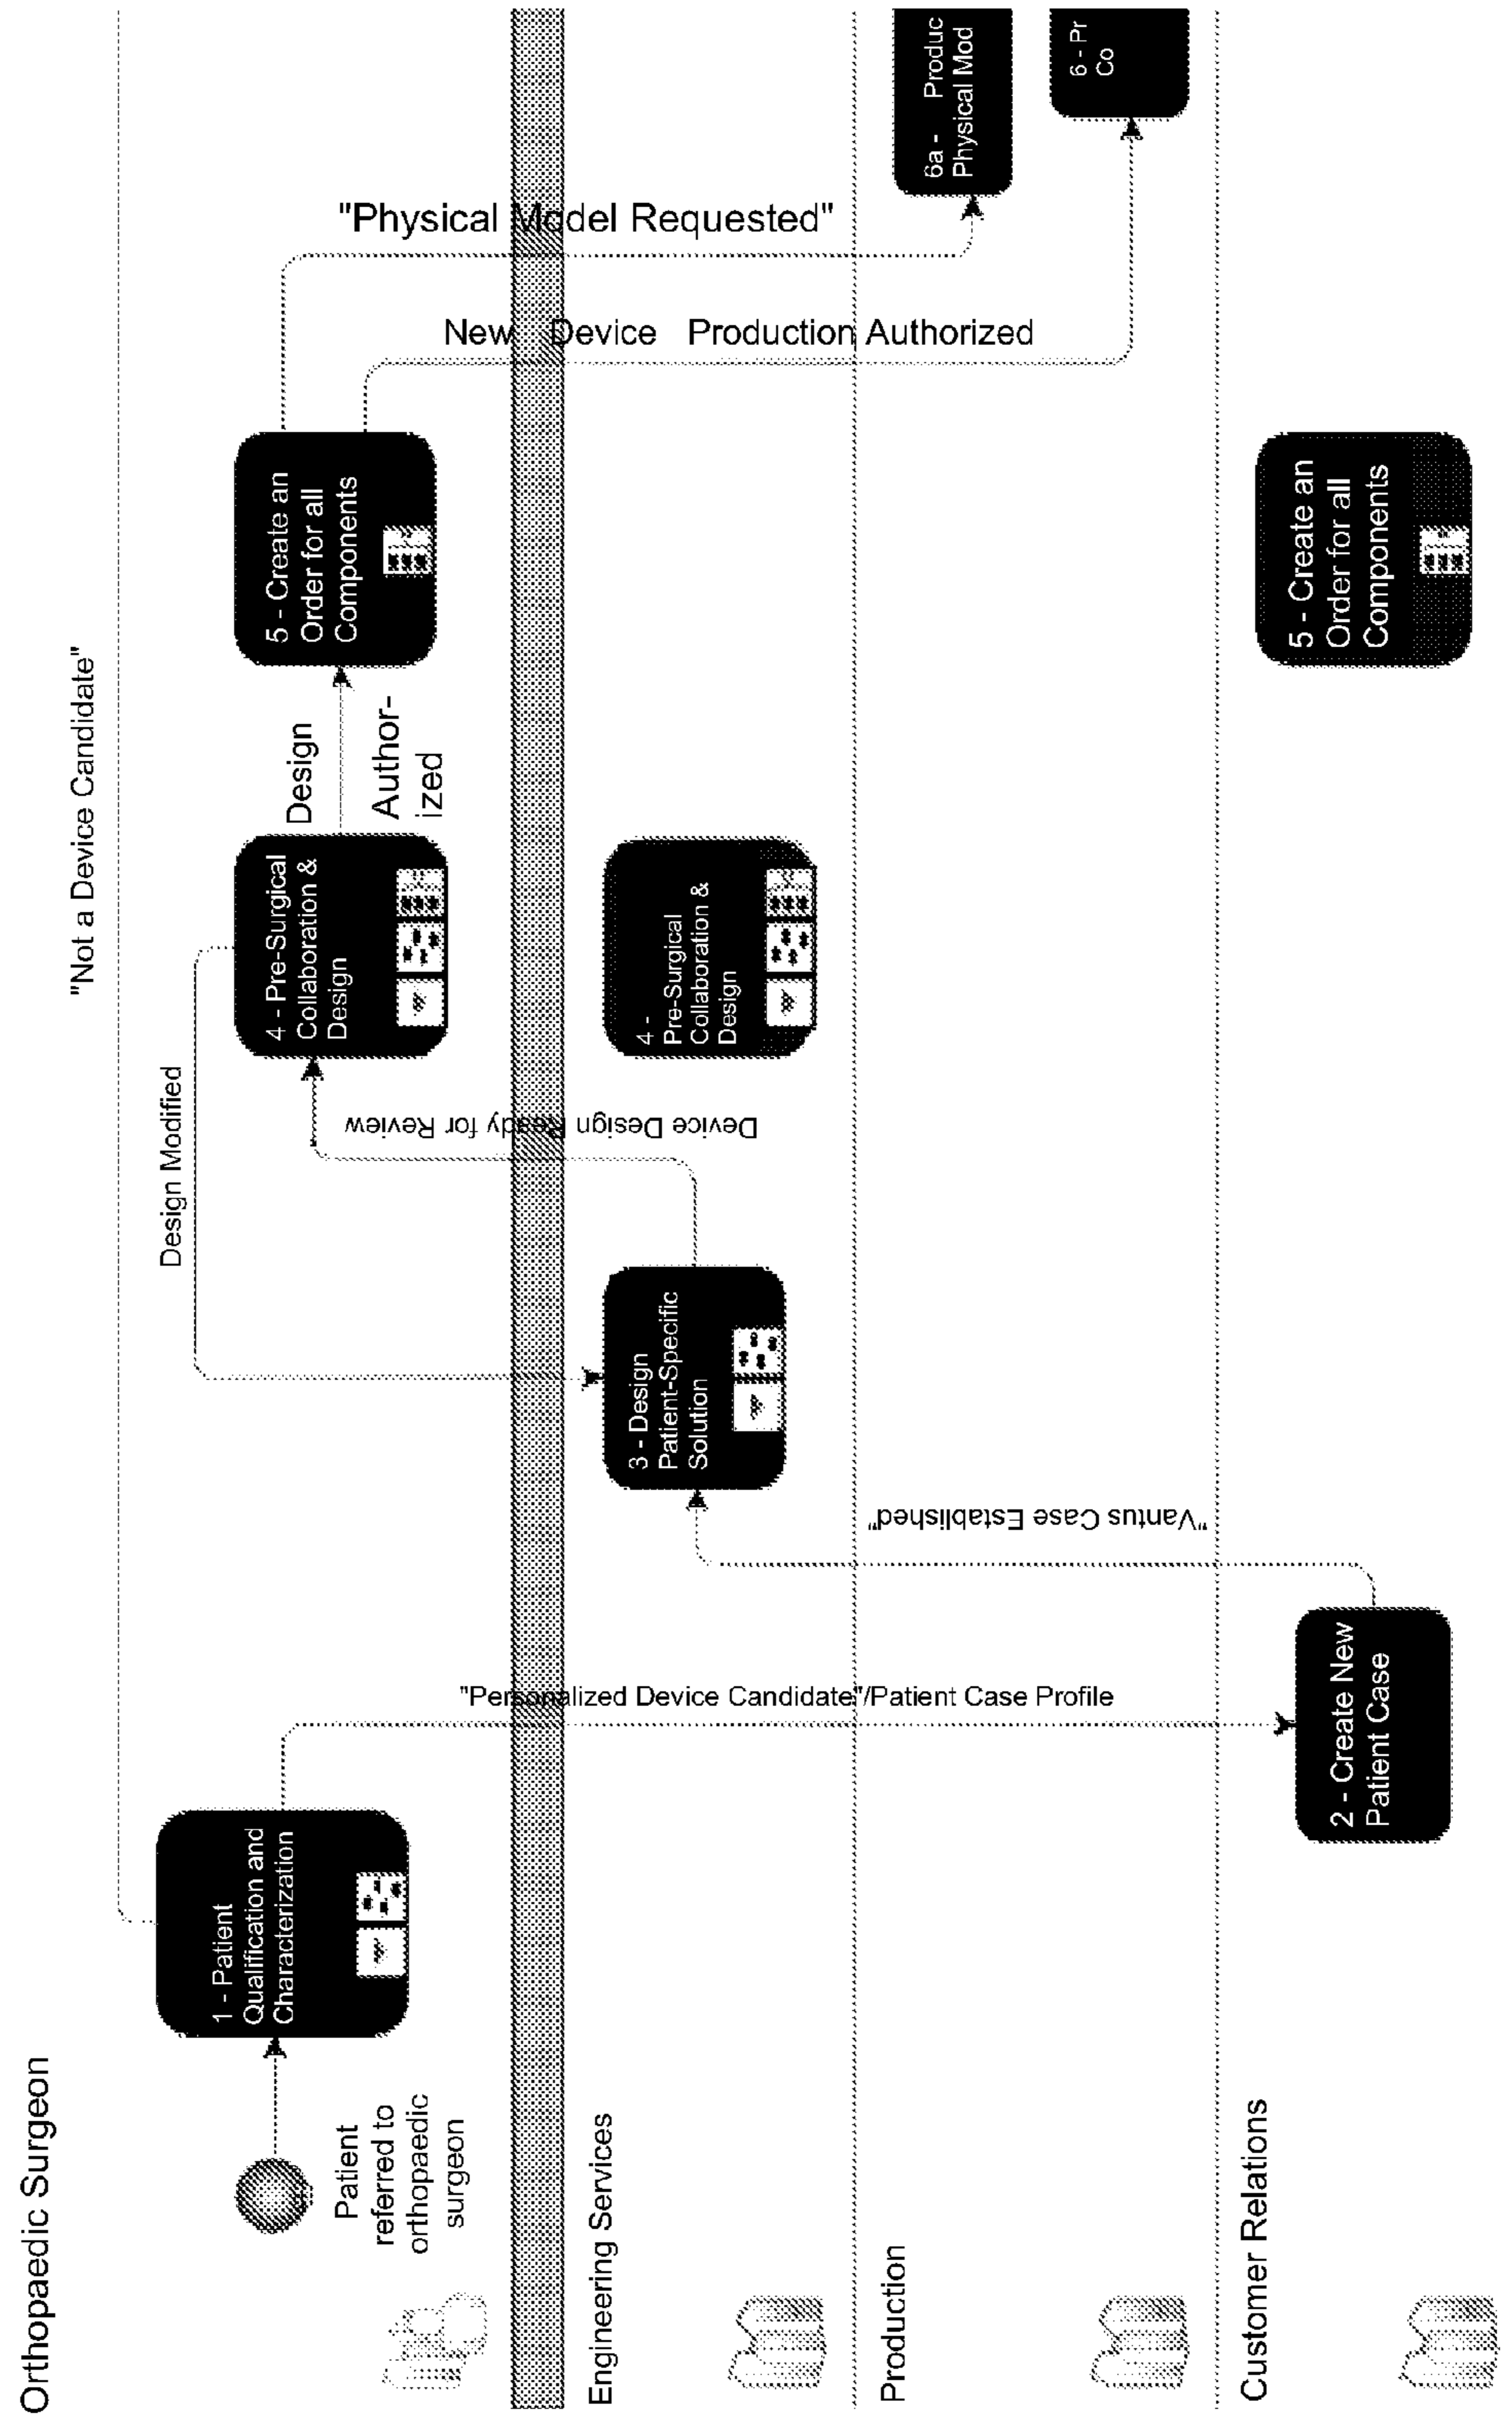 Orthopaedic Surgeon
"Not a Device Candidate"
Patient
referred to
orthopaedic
surgeon
1 - Patient
Qualification and
Characterization
Design Modified
4 - Pre-Surgical
Collaboration &
Design
Design
Author-
ized
5 - Create an
Order for all
Components
"Physical Model Requested"
New Device Production Authorized
"Personalized Device Candidate"/Patient Case Profile
Device Design Ready for Review
"Vantus Case Established"
Engineering Services
3 - Design
Patient-Specific
Solution
4 -
Pre-Surgical
Collaboration &
Design
Production
6a - Produc
Physical Mod
6 - Pr
Co
Customer Relations
2 - Create New
Patient Case
5 - Create an
Order for all
Components